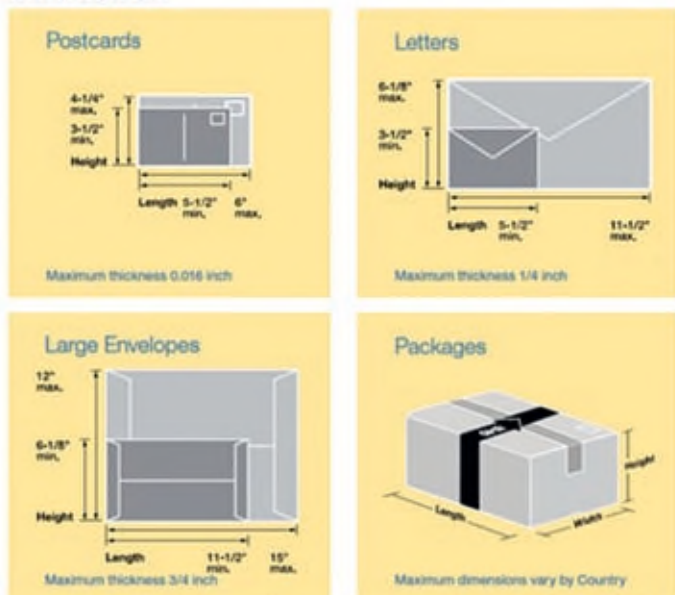 Postcards
4-1/4"
max.
3-1/2"
min.
Height
Length 5-1/2" 6"
min. max.
Maximum thickness 0.016 inch
Letters
6-1/8"
max.
3-1/2"
min.
Height
Length 5-1/2" 11-1/2"
min. max.
Maximum thickness 1/4 inch
Large Envelopes
12"
max.
6-1/8"
min.
Height
Length 11-1/2" 15"
min. max.
Maximum thickness 3/4 inch
Packages
Height
Length
Width
Maximum dimensions vary by Country